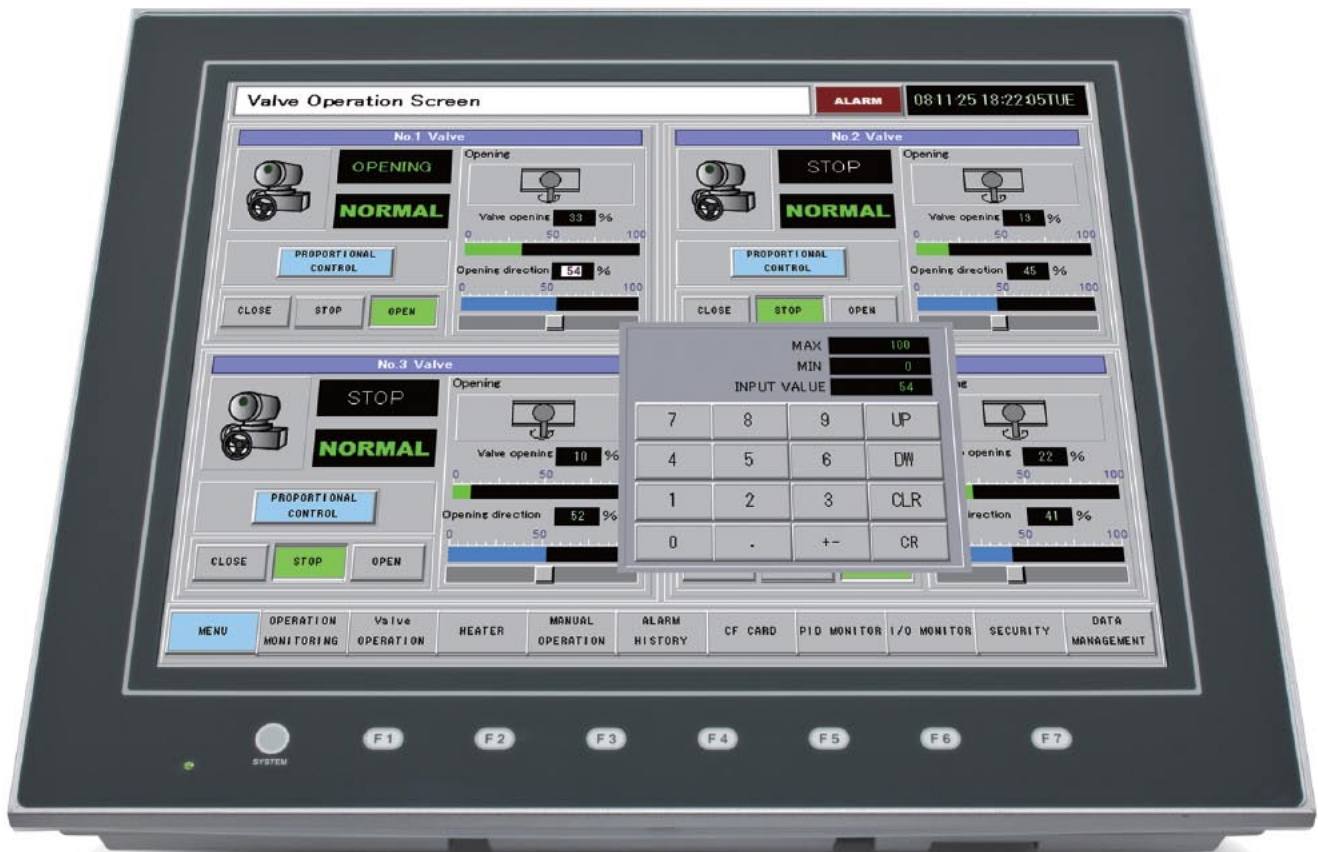 Valve Operation Screen
ALARM
08-11-25 18:22:05TUE
No.1 Valve
OPENING
NORMAL
PROPORTIONAL
CONTROL
CLOSE STOP OPEN
Opening
Valve opening 33 %
0 50 100
Opening direction 54 %
0 50 100
No.2 Valve
STOP
NORMAL
PROPORTIONAL
CONTROL
CLOSE STOP OPEN
Opening
Valve opening 19 %
0 50 100
Opening direction 45 %
0 50 100
No.3 Valve
STOP
NORMAL
PROPORTIONAL
CONTROL
CLOSE STOP OPEN
Opening
Valve opening 10 %
0 50
Opening direction 52 %
0 50
MAX 100
MIN 0
INPUT VALUE 54
7 8 9 UP
4 5 6 DW
1 2 3 CLR
0 . +- CR
opening 22 %
50 100
41 %
50 100
MENU
OPERATION
MONITORING
Valve
OPERATION
HEATER
MANUAL
OPERATION
ALARM
HISTORY
CF CARD
PID MONITOR
I/O MONITOR
SECURITY
DATA
MANAGEMENT
SYSTEM
F1 F2 F3 F4 F5 F6 F7